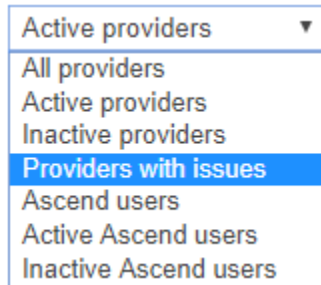 Active providers
All providers
Active providers
Inactive providers
Providers with issues
Ascend users
Active Ascend users
Inactive Ascend users